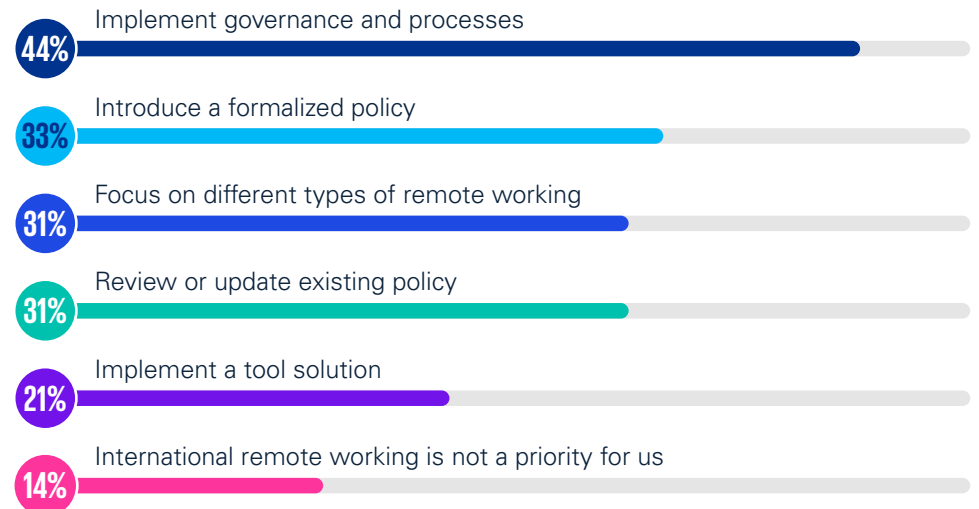 Implement governance and processes
44%
Introduce a formalized policy
33%
Focus on different types of remote working
31%
Review or update existing policy
31%
Implement a tool solution
21%
International remote working is not a priority for us
14%